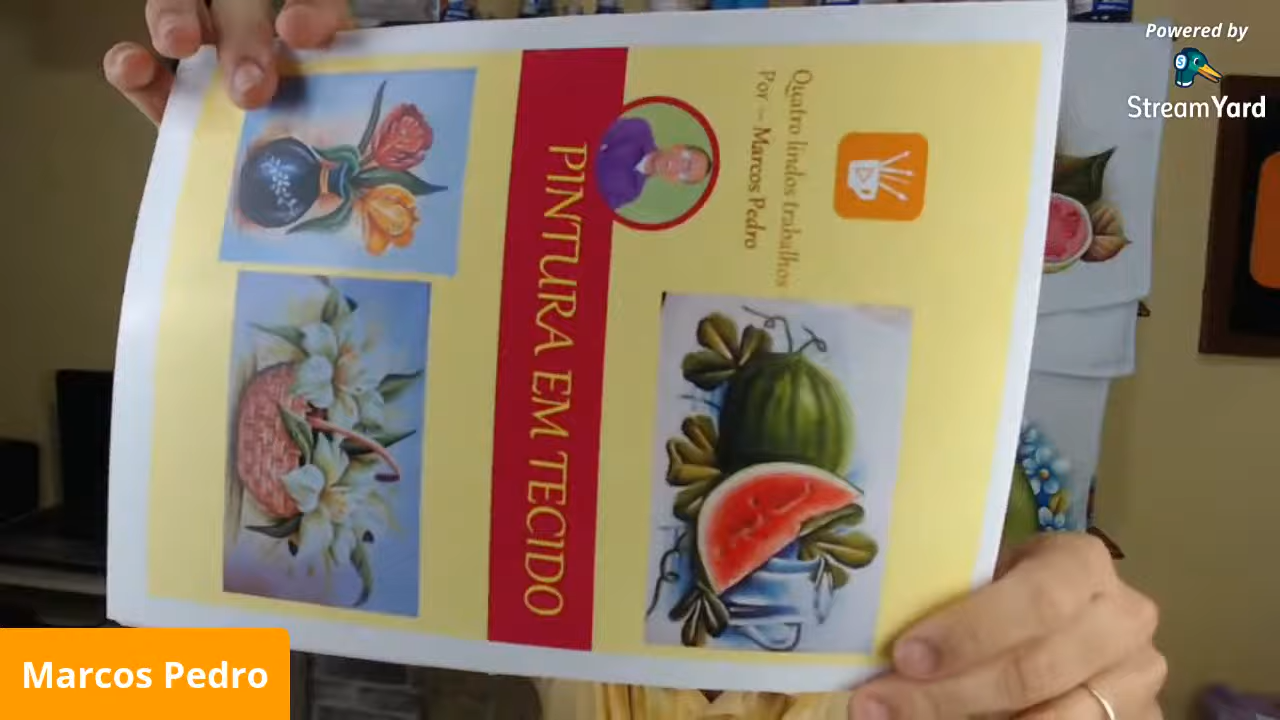 Powered by
StreamYard
Quatro lindos trabalhos
Por – Marcos Pedro
PINTURA EM TECIDO
Marcos Pedro